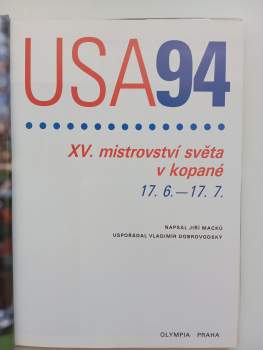 USA94
XV. mistrovství světa
v kopané
17. 6.—17. 7.
NAPSAL JIŘÍ MACKŮ
USPOŘÁDAL VLADIMÍR DOBROVODSKÝ
OLYMPIA PRAHA